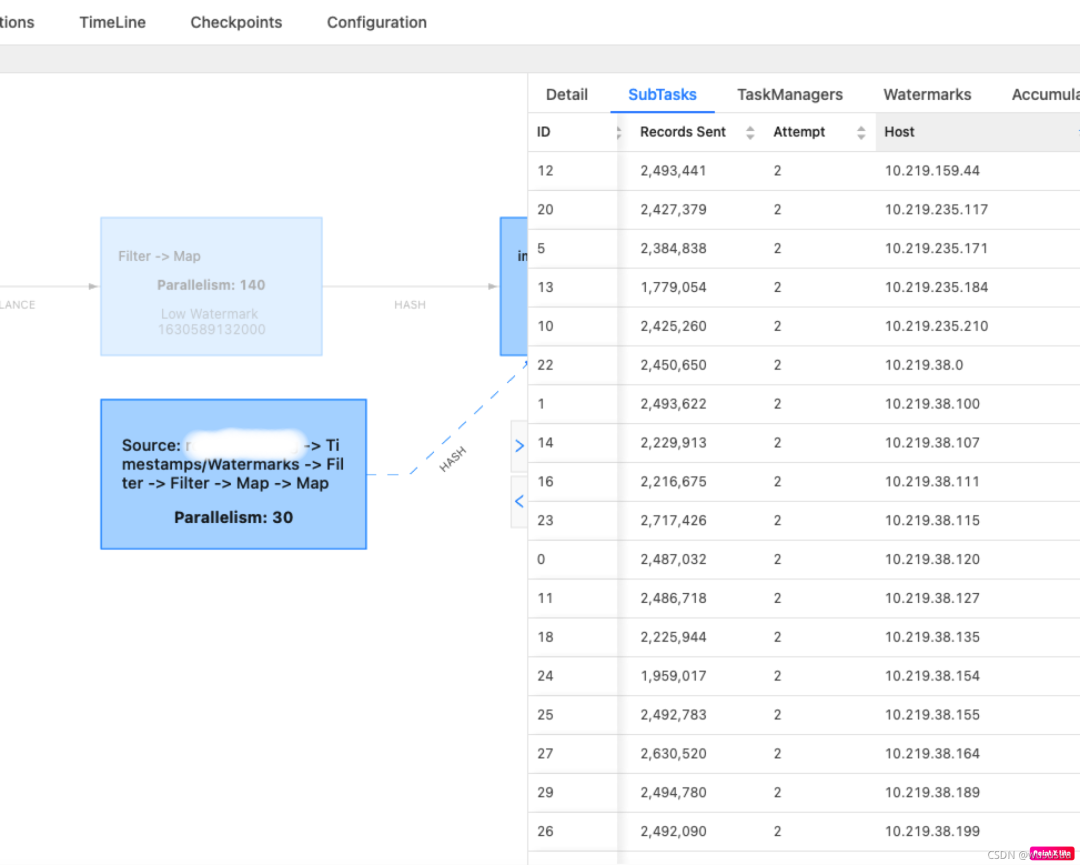 tions TimeLine Checkpoints Configuration
Detail SubTasks TaskManagers Watermarks Accumula
ID Records Sent Attempt Host
12 2,493,441 2 10.219.159.44
20 2,427,379 2 10.219.235.117
5 2,384,838 2 10.219.235.171
13 1,779,054 2 10.219.235.184
10 2,425,260 2 10.219.235.210
22 2,450,650 2 10.219.38.0
1 2,493,622 2 10.219.38.100
14 2,229,913 2 10.219.38.107
16 2,216,675 2 10.219.38.111
23 2,717,426 2 10.219.38.115
0 2,487,032 2 10.219.38.120
11 2,486,718 2 10.219.38.127
18 2,225,944 2 10.219.38.135
24 1,959,017 2 10.219.38.154
25 2,492,783 2 10.219.38.155
27 2,630,520 2 10.219.38.164
29 2,494,780 2 10.219.38.189
26 2,492,090 2 10.219.38.199
LANCE
Filter -> Map
Parallelism: 140
Low Watermark
1630589132000
HASH
in
Source: -> Ti
mestamps/Watermarks -> Fil
ter -> Filter -> Map -> Map
Parallelism: 30
HASH
CSDN